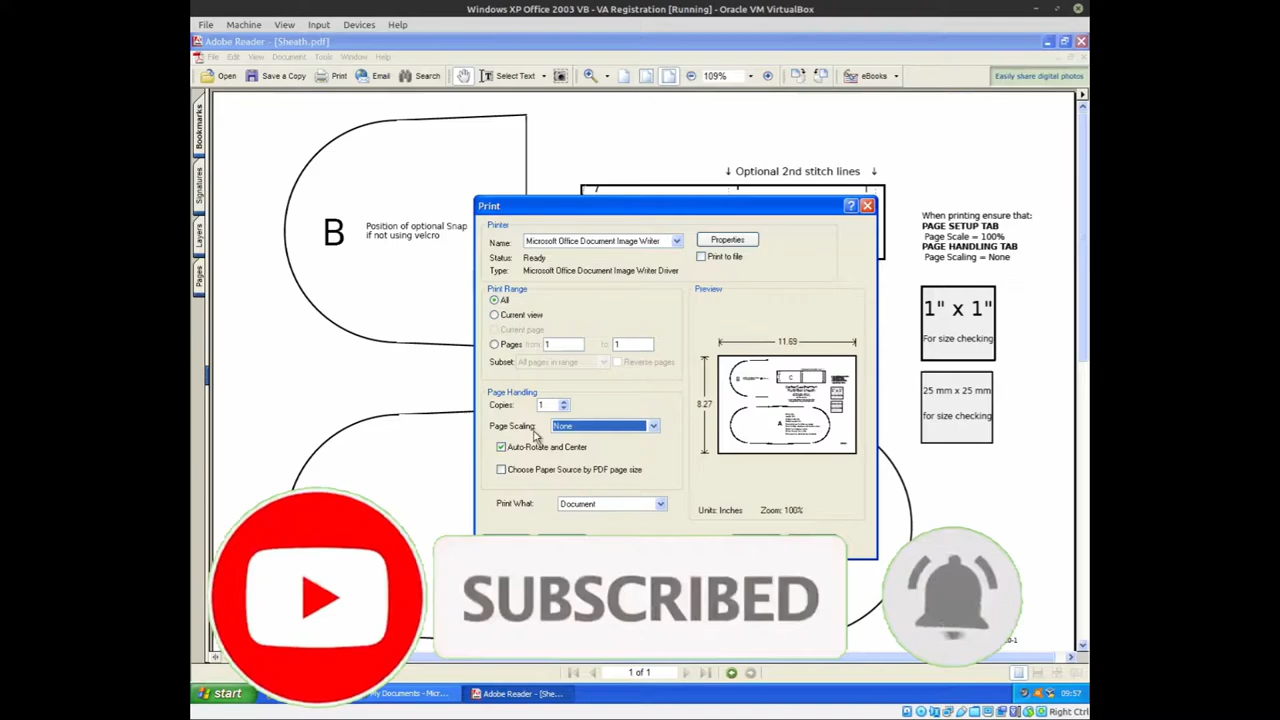 Windows XP Office 2003 VB - VA Registration [Running] - Oracle VM VirtualBox
File Machine View Input Devices Help
Adobe Reader - [Sheath.pdf]
File Edit View Document Tools Window Help
Open Save a Copy Print Email Search Select Text 109% eBooks Easily share digital photos
Bookmarks
Signatures
Layers
Pages
B
Position of optional Snap
if not using velcro
↓ Optional 2nd stitch lines ↓
When printing ensure that:
PAGE SETUP TAB
Page Scale = 100%
PAGE HANDLING TAB
Page Scaling = None
1" x 1"
For size checking
25 mm x 25 mm
for size checking
Print
Printer
Name: Microsoft Office Document Image Writer Properties
Status: Ready Print to file
Type: Microsoft Office Document Image Writer Driver
Print Range
All
Current view
Current page
Pages from 1 to 1
Subset: All pages in range Reverse pages
Page Handling
Copies: 1
Page Scaling: None
Auto-Rotate and Center
Choose Paper Source by PDF page size
Print What: Document
Preview
11.69
8.27
B
C
A
Units: Inches Zoom: 100%
SUBSCRIBED
1 of 1
start My Documents - Micr... Adobe Reader - [She... 09:57
Right Ctrl